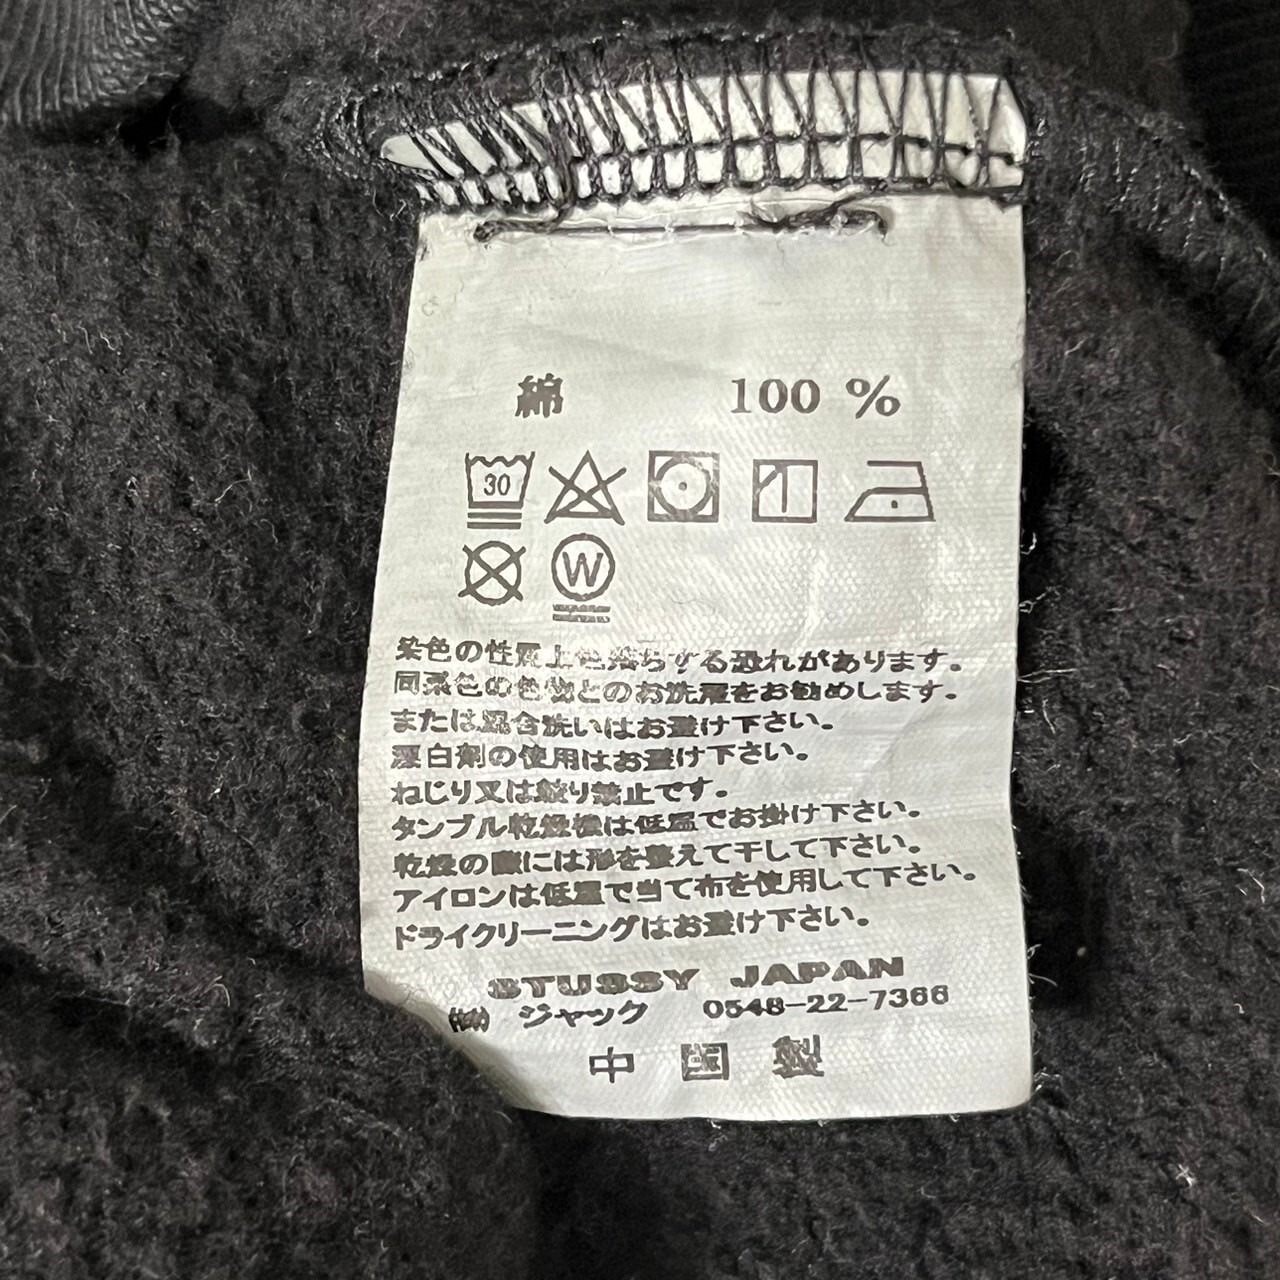 綿 100 %
30
W
染色の性質上色落ちする恐れがあります。
同系色の色物とのお洗濯をお勧めします。
または混合洗いはお避け下さい。
漂白剤の使用はお避け下さい。
ねじり又は絞り禁止です。
タンブル乾燥機は低温でお掛け下さい。
乾燥の際には形を整えて干して下さい。
アイロンは低温で当て布を使用して下さい。
ドライクリーニングはお避け下さい。
STUSSY JAPAN
㈱ ジャック 0548-22-7366
中国製